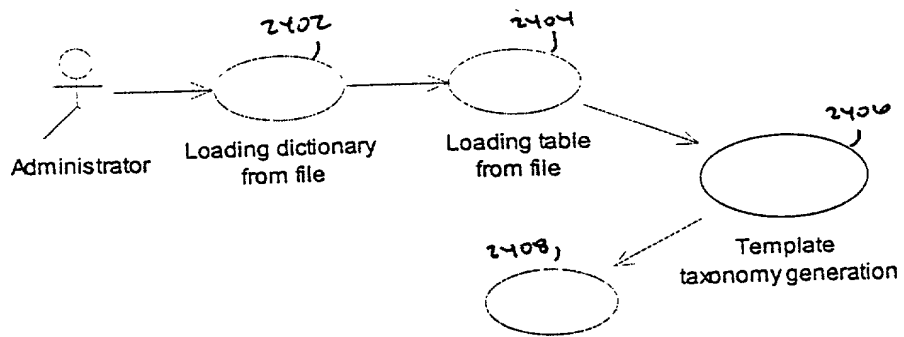 2402
2404
2406
Administrator
Loading dictionary
from file
Loading table
from file
2408
Template
taxonomy generation